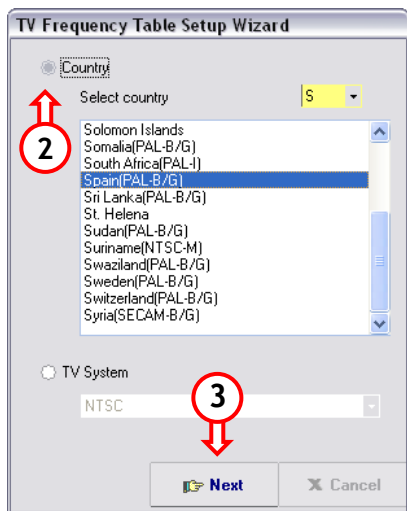 TV Frequency Table Setup Wizard
Country
Select country S
2
Solomon Islands
Somalia(PAL-B/G)
South Africa(PAL-I)
Spain(PAL-B/G)
Sri Lanka(PAL-B/G)
St. Helena
Sudan(PAL-B/G)
Suriname(NTSC-M)
Swaziland(PAL-B/G)
Sweden(PAL-B/G)
Switzerland(PAL-B/G)
Syria(SECAM-B/G)
TV System
NTSC
3
Next X Cancel